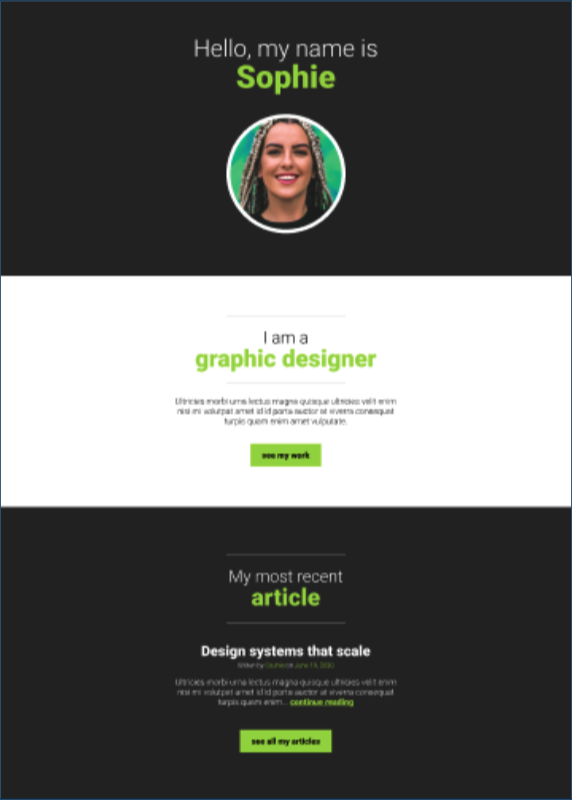 Hello, my name is
Sophie
I am a
graphic designer
Ultricies morbi urna lectus magna quisque ultricies velit enim
nisi mi volutpat amet id id porta auctor at viverra consequat
turpis quam enim amet vulputate.
see my work
My most recent
article
Design systems that scale
Written by Sophie on June 19, 2020
Ultricies morbi urna lectus magna quisque ultricies velit enim
nisi mi volutpat amet id id porta auctor at viverra consequat
turpis quam enim... continue reading
see all my articles